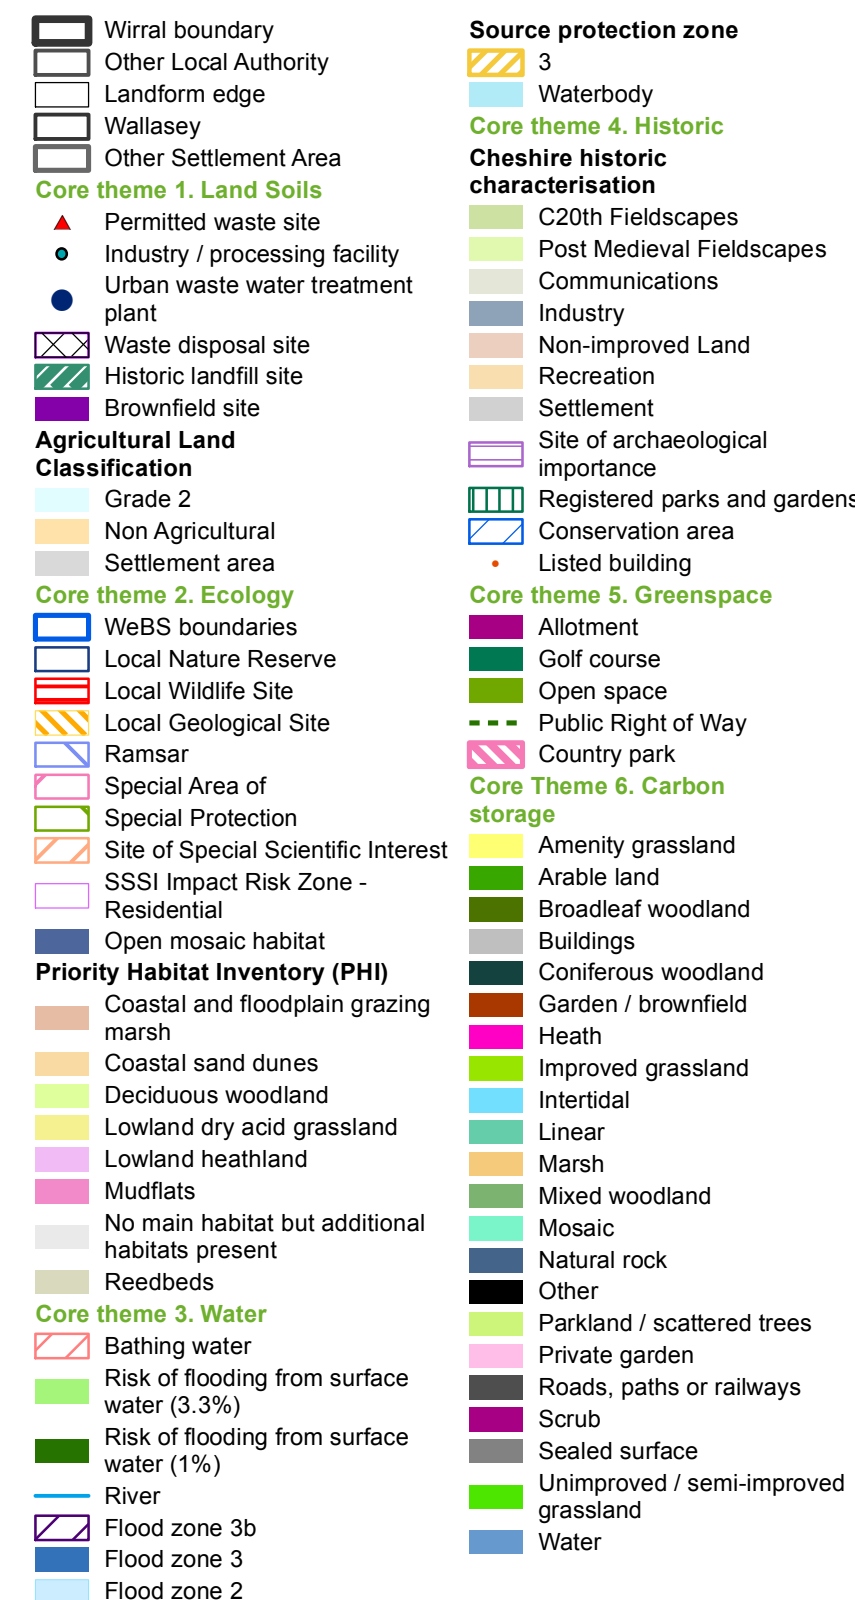 Wirral boundary
Other Local Authority
Landform edge
Wallasey
Other Settlement Area
Core theme 1. Land Soils
Permitted waste site
Industry / processing facility
Urban waste water treatment
plant
Waste disposal site
Historic landfill site
Brownfield site
Agricultural Land
Classification
Grade 2
Non Agricultural
Settlement area
Core theme 2. Ecology
WeBS boundaries
Local Nature Reserve
Local Wildlife Site
Local Geological Site
Ramsar
Special Area of
Special Protection
Site of Special Scientific Interest
SSSI Impact Risk Zone -
Residential
Open mosaic habitat
Priority Habitat Inventory (PHI)
Coastal and floodplain grazing
marsh
Coastal sand dunes
Deciduous woodland
Lowland dry acid grassland
Lowland heathland
Mudflats
No main habitat but additional
habitats present
Reedbeds
Core theme 3. Water
Bathing water
Risk of flooding from surface
water (3.3%)
Risk of flooding from surface
water (1%)
River
Flood zone 3b
Flood zone 3
Flood zone 2
Source protection zone
3
Waterbody
Core theme 4. Historic
Cheshire historic
characterisation
C20th Fieldscapes
Post Medieval Fieldscapes
Communications
Industry
Non-improved Land
Recreation
Settlement
Site of archaeological
importance
Registered parks and gardens
Conservation area
Listed building
Core theme 5. Greenspace
Allotment
Golf course
Open space
Public Right of Way
Country park
Core Theme 6. Carbon
storage
Amenity grassland
Arable land
Broadleaf woodland
Buildings
Coniferous woodland
Garden / brownfield
Heath
Improved grassland
Intertidal
Linear
Marsh
Mixed woodland
Mosaic
Natural rock
Other
Parkland / scattered trees
Private garden
Roads, paths or railways
Scrub
Sealed surface
Unimproved / semi-improved
grassland
Water